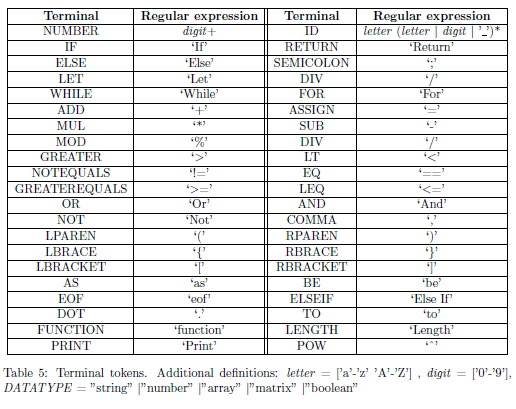 Terminal Regular expression Terminal Regular expression
NUMBER digit+ ID letter (letter | digit | '_')*
IF ‘If’ RETURN ‘Return’
ELSE ‘Else’ SEMICOLON ‘;’
LET ‘Let’ DIV ‘/’
WHILE ‘While’ FOR ‘For’
ADD ‘+’ ASSIGN ‘=’
MUL ‘*’ SUB ‘-’
MOD ‘%’ DIV ‘/’
GREATER ‘>’ LT ‘<’
NOTEQUALS ‘!=’ EQ ‘==’
GREATEREQUALS ‘>=’ LEQ ‘<=’
OR ‘Or’ AND ‘And’
NOT ‘Not’ COMMA ‘,’
LPAREN ‘(’ RPAREN ‘)’
LBRACE ‘{’ RBRACE ‘}’
LBRACKET ‘[’ RBRACKET ‘]’
AS ‘as’ BE ‘be’
EOF ‘eof’ ELSEIF ‘Else If’
DOT ‘.’ TO ‘to’
FUNCTION ‘function’ LENGTH ‘Length’
PRINT ‘Print’ POW ‘^’
Table 5: Terminal tokens. Additional definitions: letter = ['a'-'z' 'A'-'Z'] , digit = ['0'-'9'],
DATATYPE = ”string” |”number” |”array” |”matrix” |”boolean”